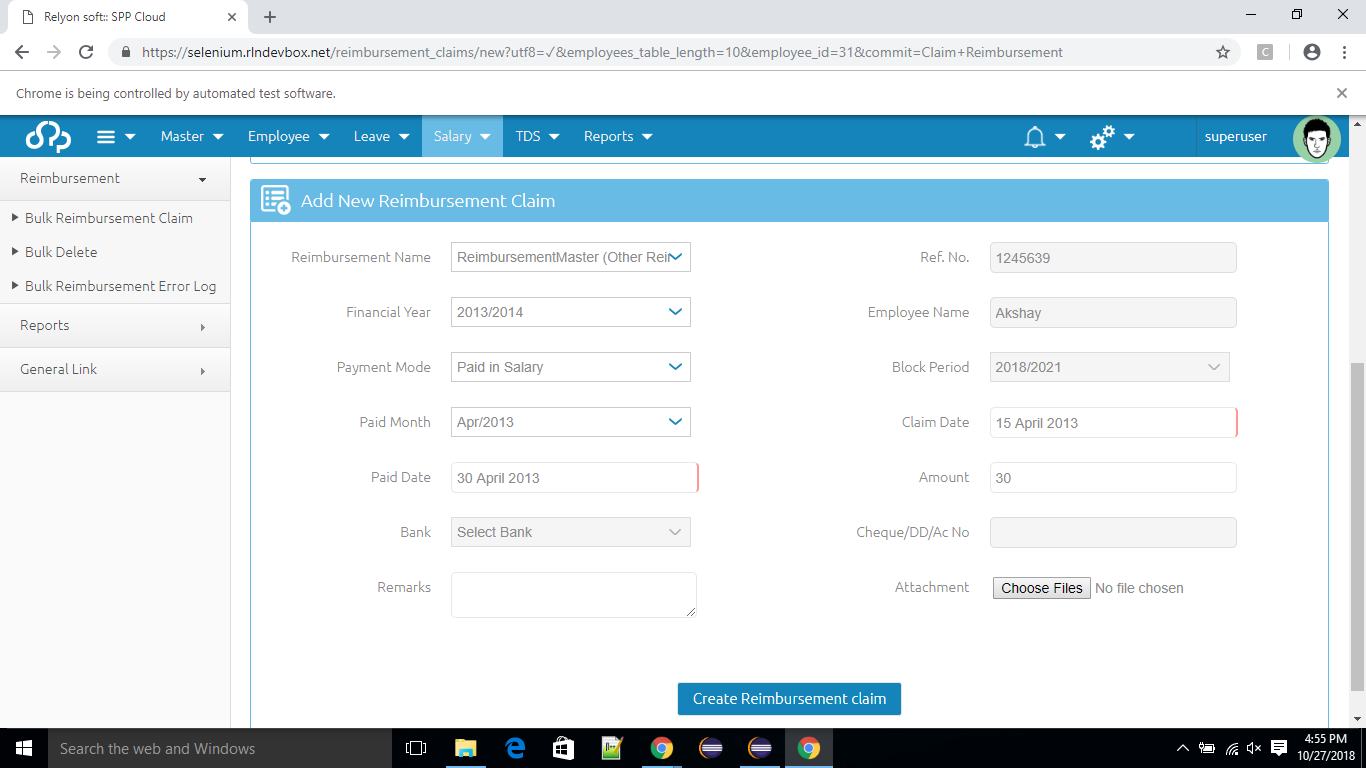 Relyon soft:: SPP Cloud
https://selenium.rlndevbox.net/reimbursement_claims/new?utf8=✓&employees_table_length=10&employee_id=31&commit=Claim+Reimbursement
C
Chrome is being controlled by automated test software.
Master Employee Leave Salary TDS Reports superuser
Reimbursement
Bulk Reimbursement Claim
Bulk Delete
Bulk Reimbursement Error Log
Reports
General Link
Add New Reimbursement Claim
Reimbursement Name ReimbursementMaster (Other Rei Ref. No. 1245639
Financial Year 2013/2014 Employee Name Akshay
Payment Mode Paid in Salary Block Period 2018/2021
Paid Month Apr/2013 Claim Date 15 April 2013
Paid Date 30 April 2013 Amount 30
Bank Select Bank Cheque/DD/Ac No
Remarks Attachment Choose Files No file chosen
Create Reimbursement claim
Search the web and Windows
4:55 PM
10/27/2018